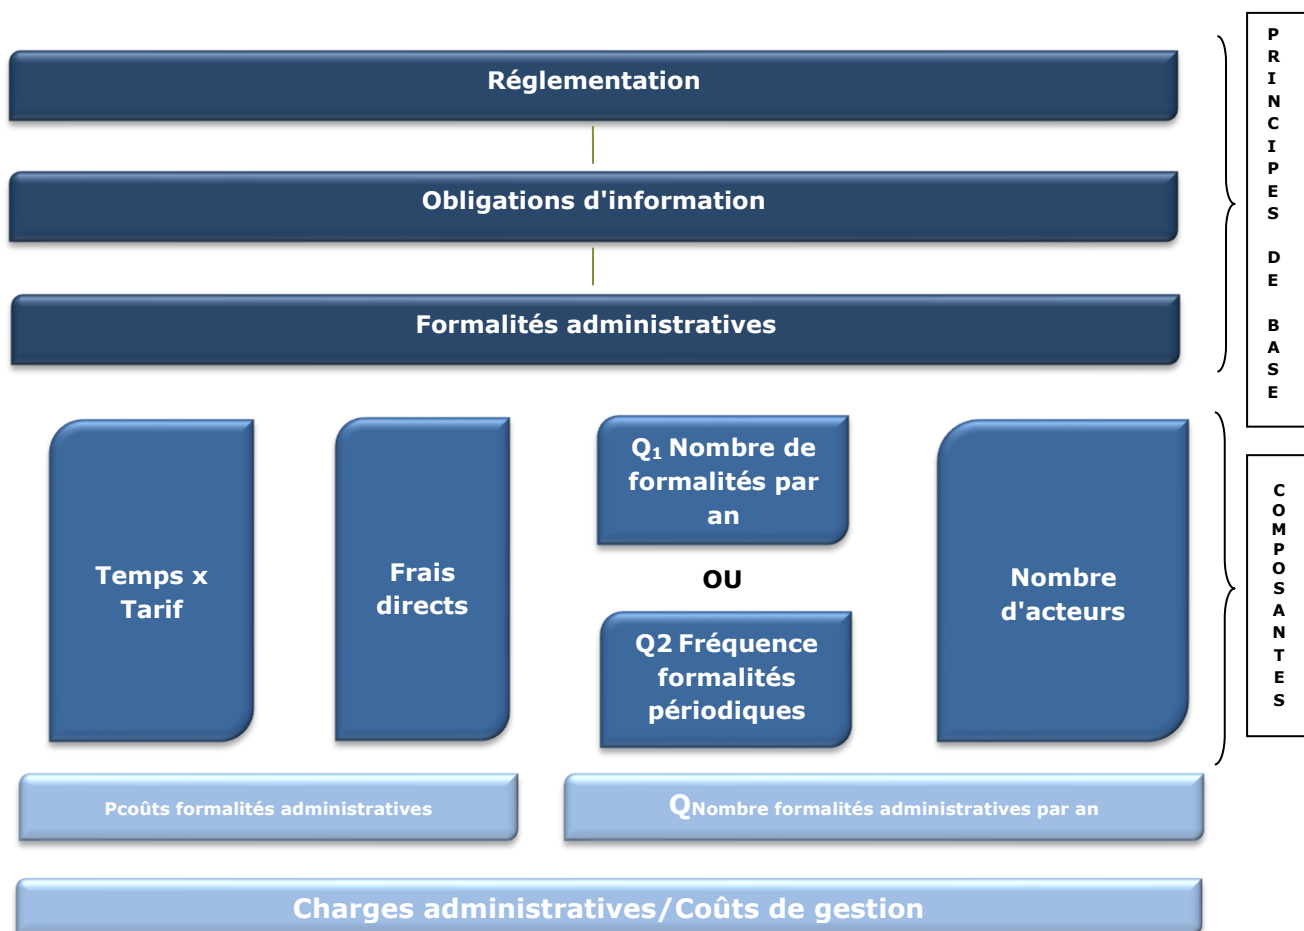 Réglementation
Obligations d'information
Formalités administratives
PRINCIPES DE BASE
Temps x
Tarif
Frais
directs
Q₁ Nombre de
formalités par
an
OU
Q2 Fréquence
formalités
périodiques
Nombre
d'acteurs
COMPOSANTES
Pcoûts formalités administratives
QNombre formalités administratives par an
Charges administratives/Coûts de gestion